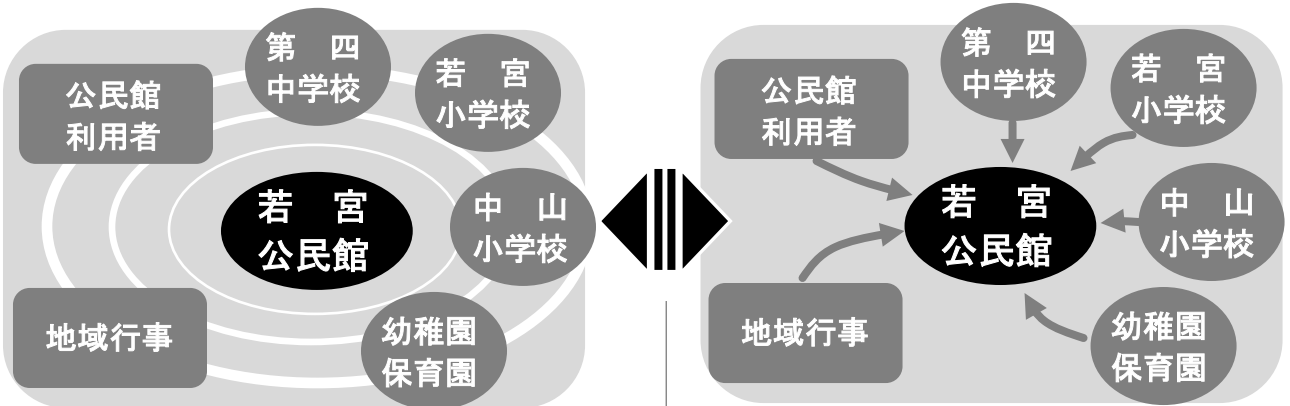 第　四
中学校
若　宮
小学校
公民館
利用者
若　宮
公民館
中　山
小学校
地域行事
幼稚園
保育園
第　四
中学校
若　宮
小学校
公民館
利用者
若　宮
公民館
中　山
小学校
地域行事
幼稚園
保育園